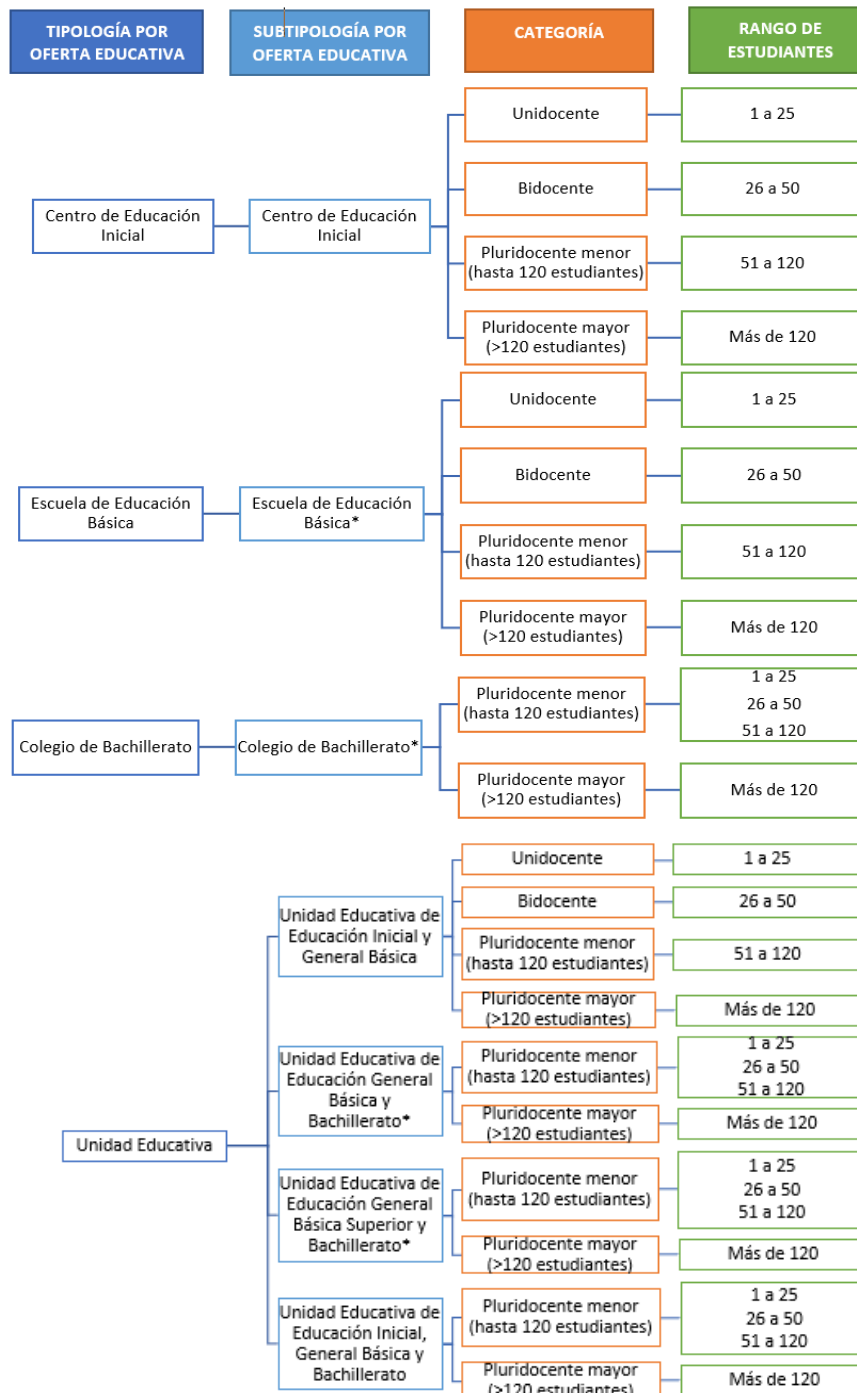 TIPOLOGÍA POR
OFERTA EDUCATIVA
SUBTIPOLOGÍA POR
OFERTA EDUCATIVA
CATEGORÍA
RANGO DE
ESTUDIANTES
Centro de Educación
Inicial
Centro de Educación
Inicial
Unidocente
1 a 25
Bidocente
26 a 50
Pluridocente menor
(hasta 120 estudiantes)
51 a 120
Pluridocente mayor
(>120 estudiantes)
Más de 120
Escuela de Educación
Básica
Escuela de Educación
Básica*
Unidocente
1 a 25
Bidocente
26 a 50
Pluridocente menor
(hasta 120 estudiantes)
51 a 120
Pluridocente mayor
(>120 estudiantes)
Más de 120
Colegio de Bachillerato
Colegio de Bachillerato*
Pluridocente menor
(hasta 120 estudiantes)
1 a 25
26 a 50
51 a 120
Pluridocente mayor
(>120 estudiantes)
Más de 120
Unidad Educativa
Unidad Educativa de
Educación Inicial y
General Básica
Unidocente
1 a 25
Bidocente
26 a 50
Pluridocente menor
(hasta 120 estudiantes)
51 a 120
Pluridocente mayor
(>120 estudiantes)
Más de 120
Unidad Educativa de
Educación General
Básica y
Bachillerato*
Pluridocente menor
(hasta 120 estudiantes)
1 a 25
26 a 50
51 a 120
Pluridocente mayor
(>120 estudiantes)
Más de 120
Unidad Educativa de
Educación General
Básica Superior y
Bachillerato*
Pluridocente menor
(hasta 120 estudiantes)
1 a 25
26 a 50
51 a 120
Pluridocente mayor
(>120 estudiantes)
Más de 120
Unidad Educativa de
Educación Inicial,
General Básica y
Bachillerato
Pluridocente menor
(hasta 120 estudiantes)
1 a 25
26 a 50
51 a 120
Pluridocente mayor
(>120 estudiantes)
Más de 120